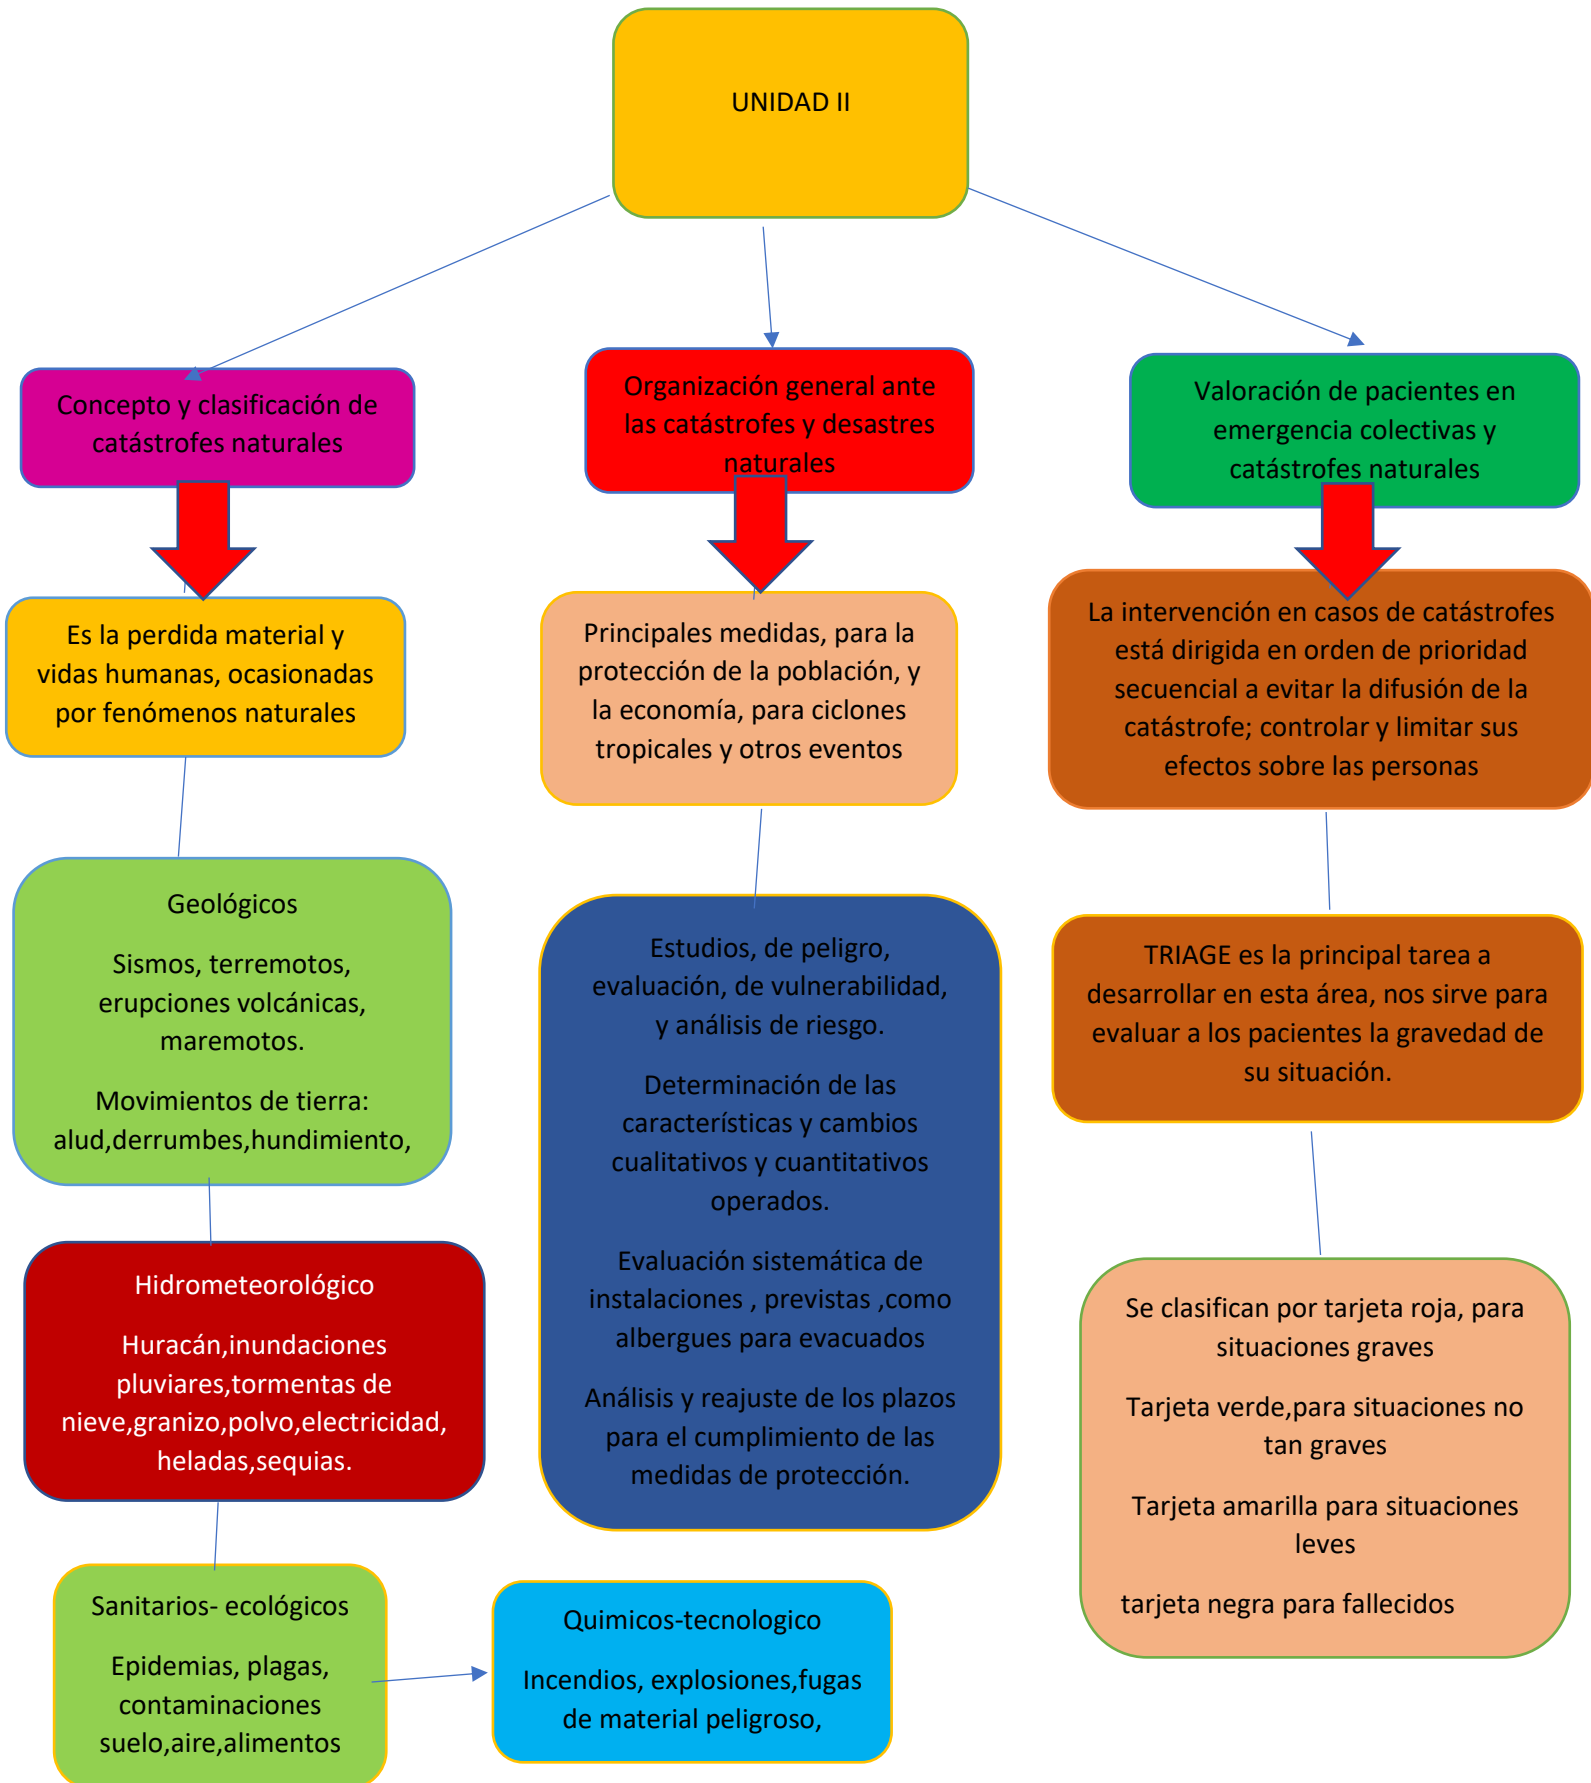 UNIDAD II
Concepto y clasificación de
catástrofes naturales
Es la perdida material y
vidas humanas, ocasionadas
por fenómenos naturales
Geológicos
Sismos, terremotos,
erupciones volcánicas,
maremotos.
Movimientos de tierra:
alud,derrumbes,hundimiento,
Hidrometeorológico
Huracán,inundaciones
pluviares,tormentas de
nieve,granizo,polvo,electricidad,
heladas,sequias.
Sanitarios- ecológicos
Epidemias, plagas,
contaminaciones
suelo,aire,alimentos
Quimicos-tecnologico
Incendios, explosiones,fugas
de material peligroso,
Organización general ante
las catástrofes y desastres
naturales
Principales medidas, para la
protección de la población, y
la economía, para ciclones
tropicales y otros eventos
Estudios, de peligro,
evaluación, de vulnerabilidad,
y análisis de riesgo.
Determinación de las
características y cambios
cualitativos y cuantitativos
operados.
Evaluación sistemática de
instalaciones , previstas ,como
albergues para evacuados
Análisis y reajuste de los plazos
para el cumplimiento de las
medidas de protección.
Valoración de pacientes en
emergencia colectivas y
catástrofes naturales
La intervención en casos de catástrofes
está dirigida en orden de prioridad
secuencial a evitar la difusión de la
catástrofe; controlar y limitar sus
efectos sobre las personas
TRIAGE es la principal tarea a
desarrollar en esta área, nos sirve para
evaluar a los pacientes la gravedad de
su situación.
Se clasifican por tarjeta roja, para
situaciones graves
Tarjeta verde,para situaciones no
tan graves
Tarjeta amarilla para situaciones
leves
tarjeta negra para fallecidos